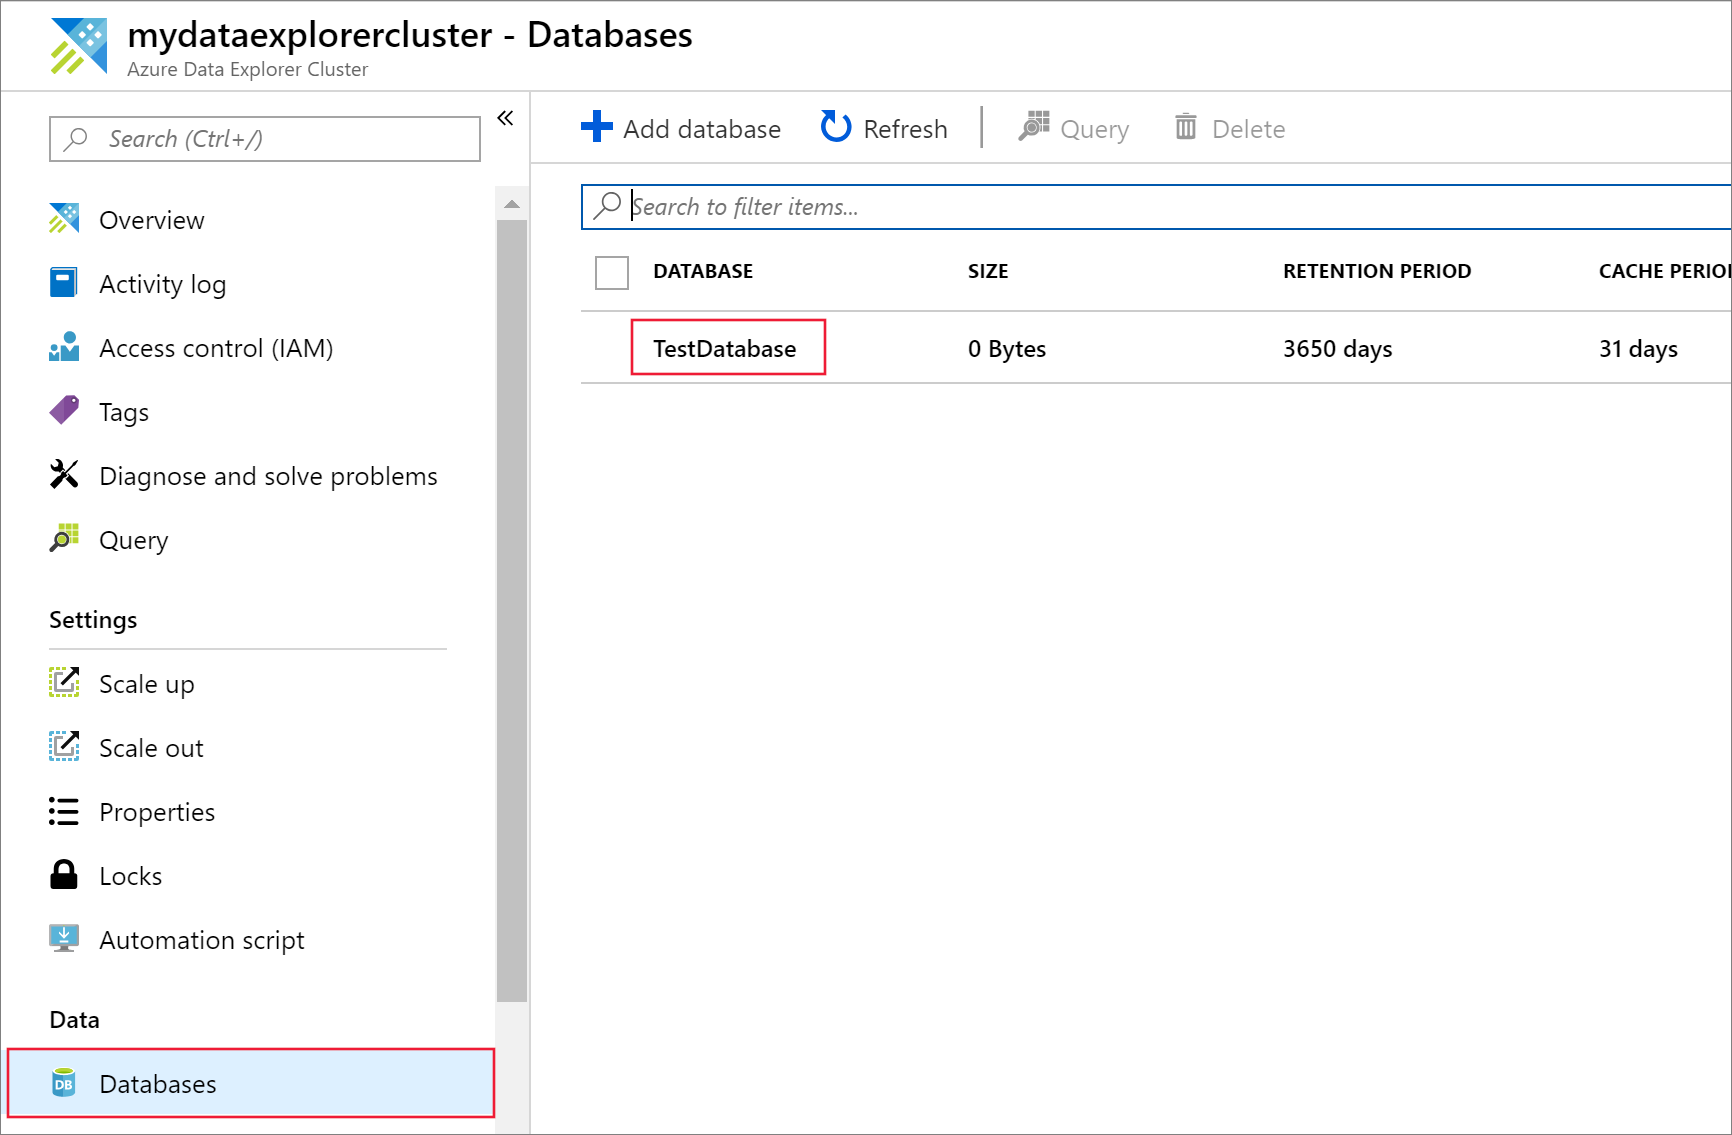 mydataexplorercluster - Databases
Azure Data Explorer Cluster
Search (Ctrl+/)
Overview
Activity log
Access control (IAM)
Tags
Diagnose and solve problems
Query
Settings
Scale up
Scale out
Properties
Locks
Automation script
Data
DB Databases
Add database Refresh Query Delete
Search to filter items...
DATABASE SIZE RETENTION PERIOD CACHE PERIO
TestDatabase 0 Bytes 3650 days 31 days